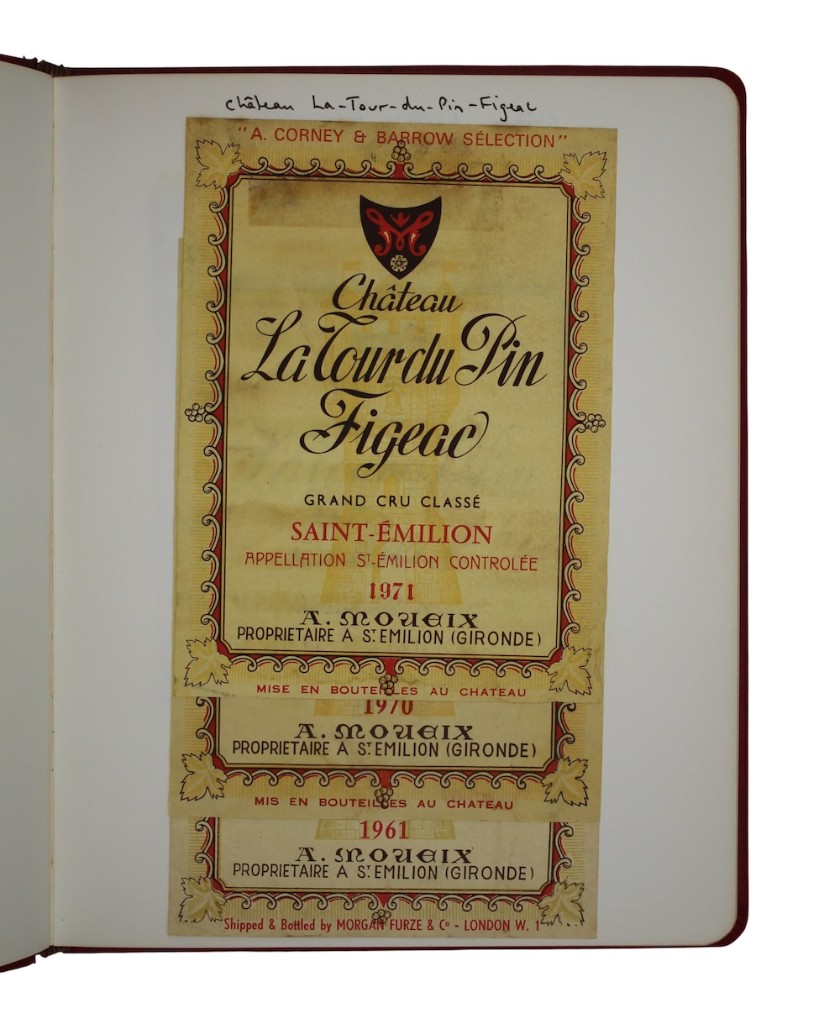 Château La-Tour-du-Pin-Figeac
"A. CORNEY & BARROW SÉLECTION"
Château
La Tour du Pin
Figeac
GRAND CRU CLASSÉ
SAINT-ÉMILION
APPELLATION ST-ÉMILION CONTROLÉE
1971
A. MOUEIX
PROPRIETAIRE A ST EMILION (GIRONDE)
MISE EN BOUTEILLES AU CHATEAU
1970
A. MOUEIX
PROPRIETAIRE A ST EMILION (GIRONDE)
MIS EN BOUTEILLES AU CHATEAU
1961
A. MOUEIX
PROPRIETAIRE A ST EMILION (GIRONDE)
Shipped & Bottled by MORGAN FURZE & Co - LONDON W. 1